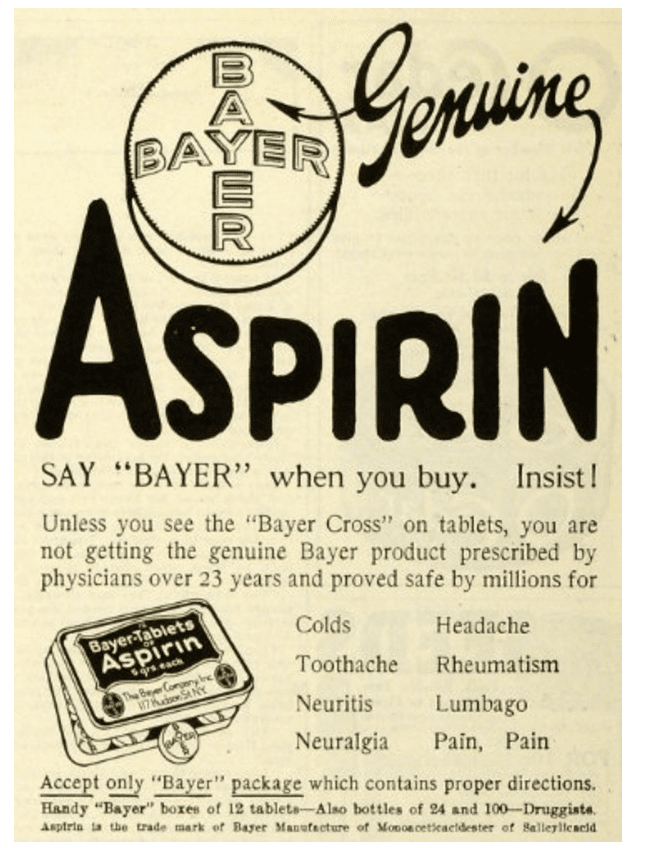 BAYER
BAYER
Genuine
ASPIRIN
SAY "BAYER" when you buy. Insist!
Unless you see the "Bayer Cross" on tablets, you are
not getting the genuine Bayer product prescribed by
physicians over 23 years and proved safe by millions for
Colds Headache
Toothache Rheumatism
Neuritis Lumbago
Neuralgia Pain, Pain
Bayer-Tablets
OF
Aspirin
5 grs. each
The Bayer Company, Inc.
117 Hudson St. N.Y.
BAYER
Accept only "Bayer" package which contains proper directions.
Handy "Bayer" boxes of 12 tablets—Also bottles of 24 and 100—Druggists.
Aspirin is the trade mark of Bayer Manufacture of Monoaceticacidester of Salicylicacid